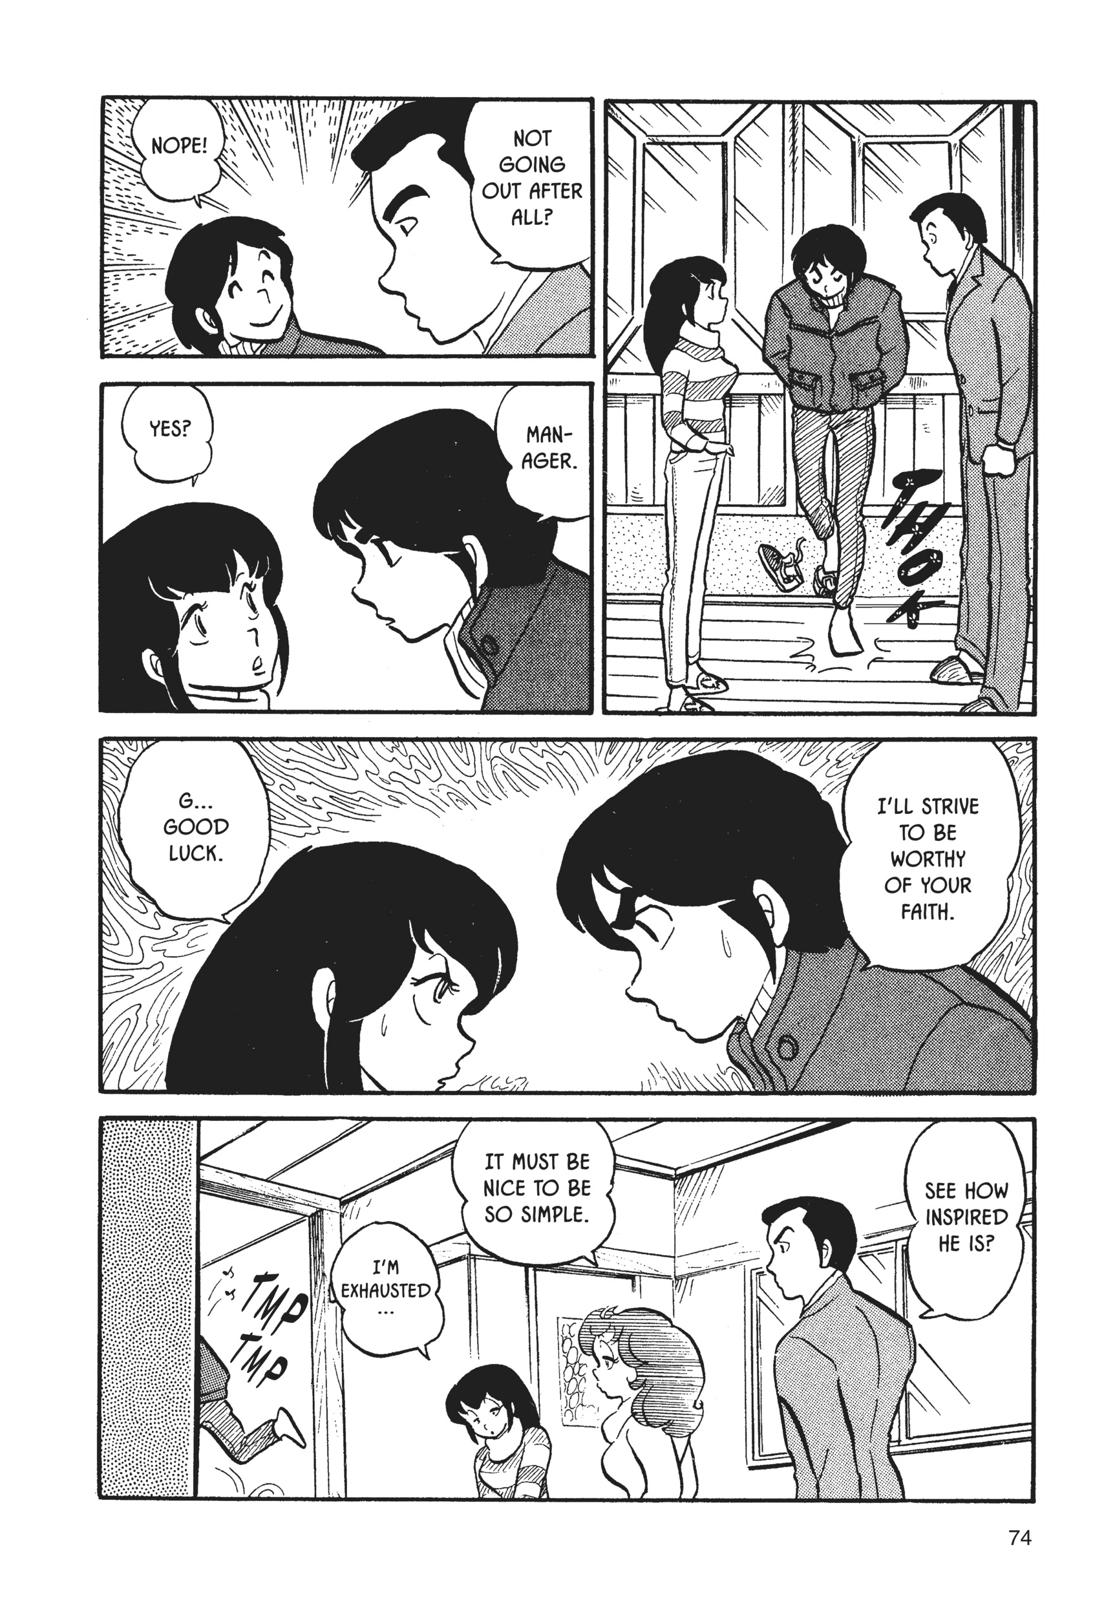 THOK
NOT
GOING
OUT AFTER
ALL?
NOPE!
MAN-
AGER.
YES?
I'LL STRIVE
TO BE
WORTHY
OF YOUR
FAITH.
G...
GOOD
LUCK.
SEE HOW
INSPIRED
HE IS?
IT MUST BE
NICE TO BE
SO SIMPLE.
I'M
EXHAUSTED
...
TMP
TMP
74